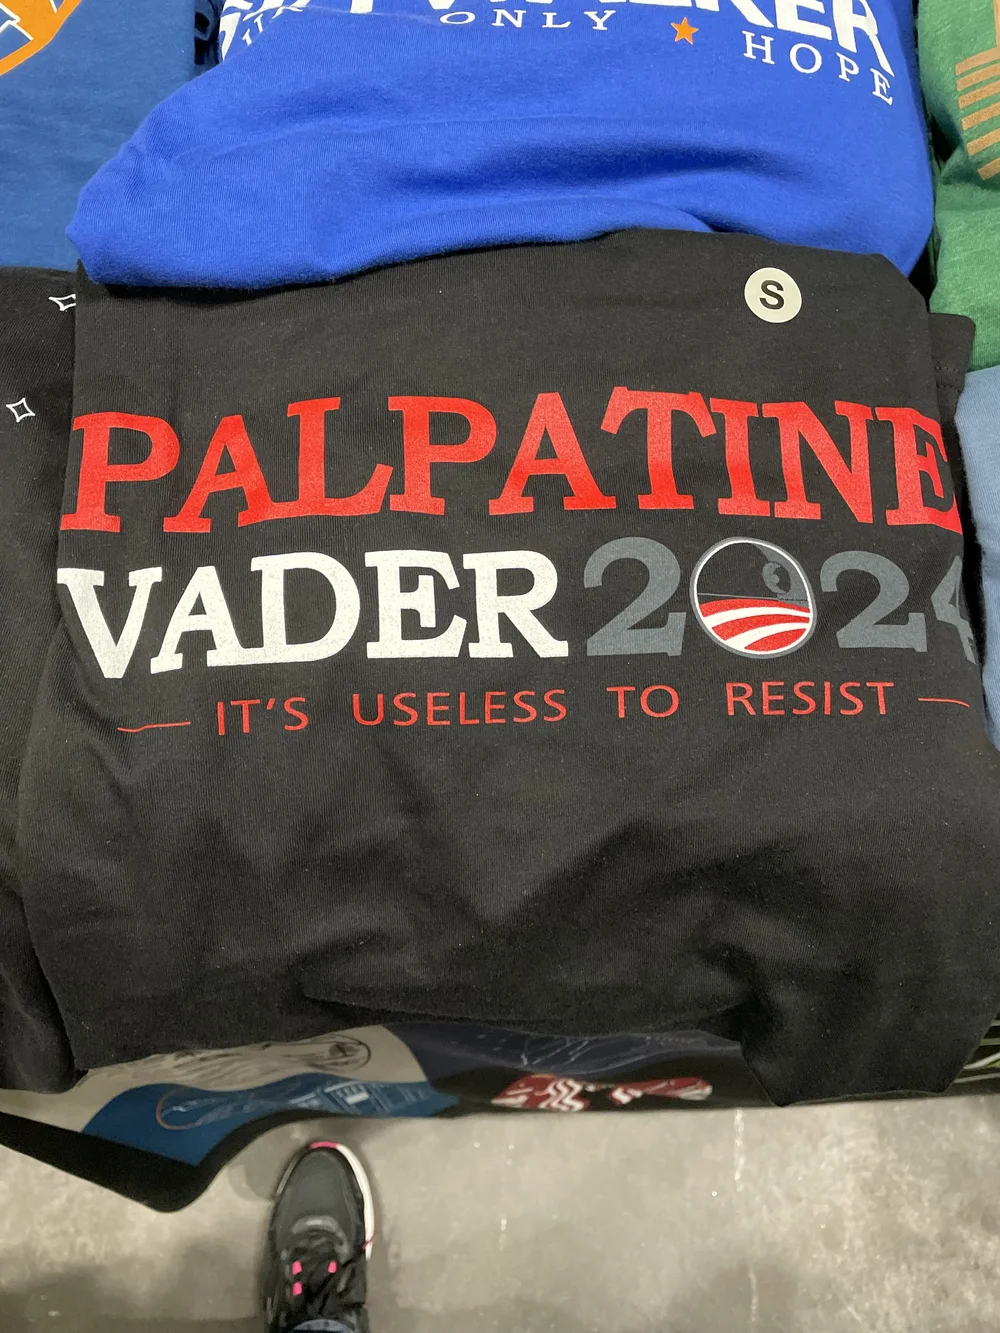 ONLY ★ HOPE
S
PALPATINE
VADER 2024
IT'S USELESS TO RESIST